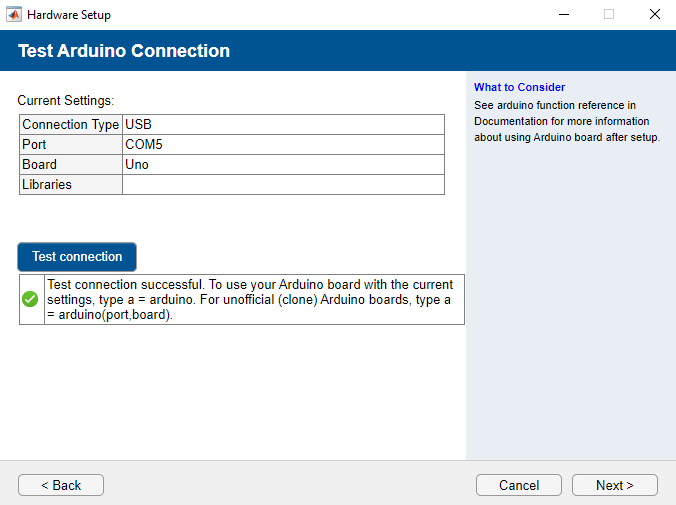 Hardware Setup
Test Arduino Connection
Current Settings:
Connection Type USB
Port COM5
Board Uno
Libraries
Test connection
Test connection successful. To use your Arduino board with the current
settings, type a = arduino. For unofficial (clone) Arduino boards, type a
= arduino(port,board).
What to Consider
See arduino function reference in
Documentation for more information
about using Arduino board after setup.
< Back
Cancel
Next >